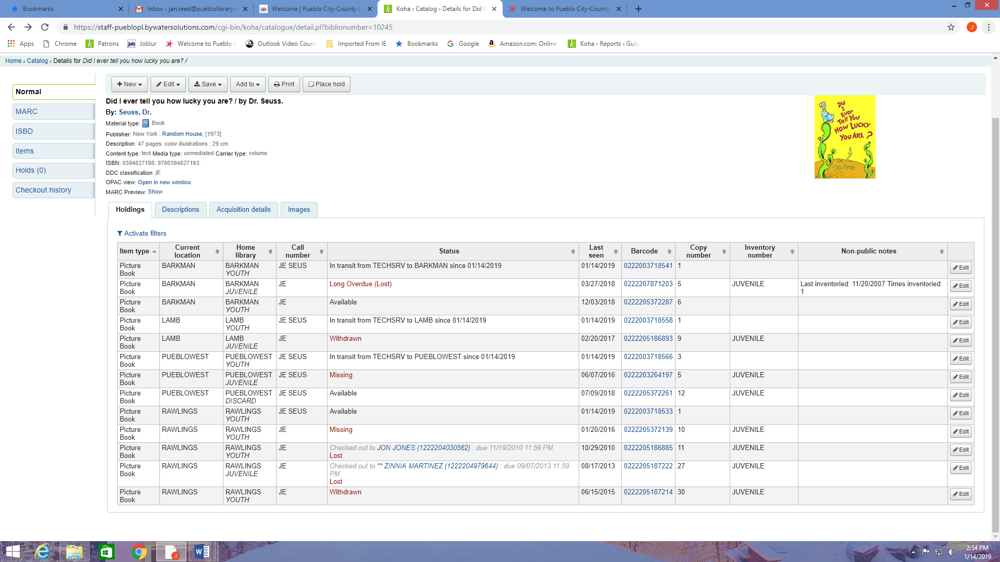 Bookmarks
Inbox - jan.reed@pueblolibrary.o
Welcome | Pueblo City-County Li
Koha › Catalog › Details for Did I
Welcome to Pueblo City-County
https://staff-pueblopl.bywatersolutions.com/cgi-bin/koha/catalogue/detail.pl?biblionumber=10245
J
Apps Chrome Patrons Joblur Welcome to Pueblo C Outlook Video Cours Imported From IE Bookmarks Google Amazon.com: Online Koha › Reports › Guid
Home › Catalog › Details for Did I ever tell you how lucky you are? /
Normal
MARC
ISBD
Items
Holds (0)
Checkout history
New Edit Save Add to Print Place hold
Did I ever tell you how lucky you are? / by Dr. Seuss.
By: Seuss, Dr.
Material type: Book
Publisher: New York : Random House, [1973]
Description: 47 pages: color illustrations ; 29 cm.
Content type: text Media type: unmediated Carrier type: volume
ISBN: 0394827198; 9780394827193.
DDC classification: jE
OPAC view: Open in new window.
MARC Preview: Show
Did
I
Ever
Tell You
How Lucky
You Are?
By
Dr. Seuss
Holdings Descriptions Acquisition details Images
Activate filters
Item type Current location Home library Call number Status Last seen Barcode Copy number Inventory number Non-public notes
Picture Book BARKMAN BARKMAN YOUTH JE SEUS In transit from TECHSRV to BARKMAN since 01/14/2019 01/14/2019 0222003718541 1 Edit
Picture Book BARKMAN BARKMAN JUVENILE JE Long Overdue (Lost) 03/27/2018 0222207871203 5 JUVENILE Last inventoried: 11/20/2007 Times inventoried: 1 Edit
Picture Book BARKMAN BARKMAN YOUTH JE Available 12/03/2018 0222205372287 6 Edit
Picture Book LAMB LAMB YOUTH JE SEUS In transit from TECHSRV to LAMB since 01/14/2019 01/14/2019 0222003718558 1 Edit
Picture Book LAMB LAMB JUVENILE JE Withdrawn 02/20/2017 0222205186893 9 JUVENILE Edit
Picture Book PUEBLOWEST PUEBLOWEST YOUTH JE SEUS In transit from TECHSRV to PUEBLOWEST since 01/14/2019 01/14/2019 0222003718566 3 Edit
Picture Book PUEBLOWEST PUEBLOWEST JUVENILE JE SEUS Missing 06/07/2016 0222203264197 5 JUVENILE Edit
Picture Book PUEBLOWEST PUEBLOWEST DISCARD JE SEUS Available 07/09/2018 0222205372261 12 JUVENILE Edit
Picture Book RAWLINGS RAWLINGS YOUTH JE SEUS Available 01/14/2019 0222003718533 1 Edit
Picture Book RAWLINGS RAWLINGS YOUTH JE Missing 01/20/2016 0222205372139 10 JUVENILE Edit
Picture Book RAWLINGS RAWLINGS YOUTH JE Checked out to JON JONES (1222204030562) : due 11/19/2010 11:59 PM Lost 10/29/2010 0222205186885 11 JUVENILE Edit
Picture Book RAWLINGS RAWLINGS JUVENILE JE Checked out to ** ZINNIA MARTINEZ (1222204979644) : due 09/07/2013 11:59 PM Lost 08/17/2013 0222205187222 27 JUVENILE Edit
Picture Book RAWLINGS RAWLINGS YOUTH JE Withdrawn 06/15/2015 0222205187214 30 JUVENILE Edit
2:54 PM
1/14/2019